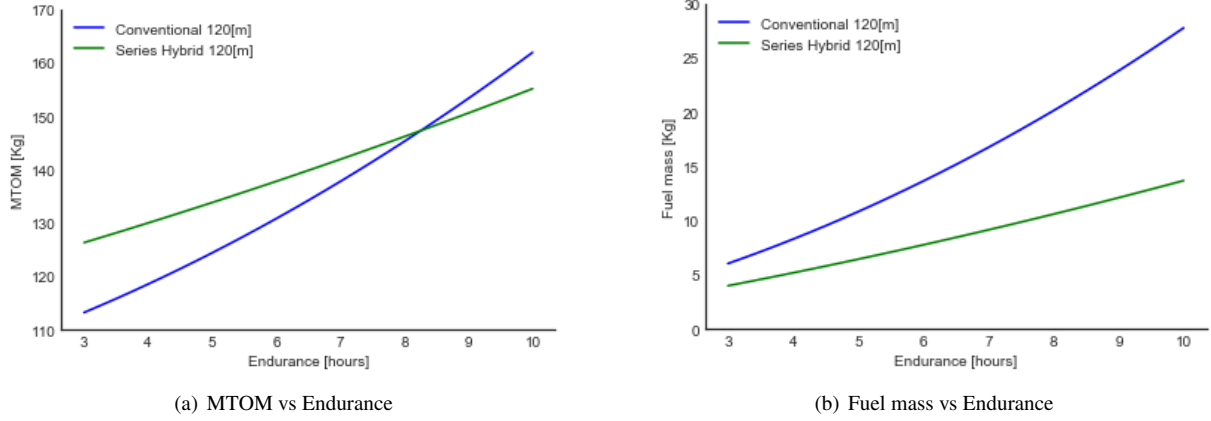 170
160
150
140
130
120
110
MTOM [Kg]
Conventional 120[m]
Series Hybrid 120[m]
3 4 5 6 7 8 9 10
Endurance [hours]
(a) MTOM vs Endurance
30
25
20
15
10
5
0
Fuel mass [Kg]
Conventional 120[m]
Series Hybrid 120[m]
3 4 5 6 7 8 9 10
Endurance [hours]
(b) Fuel mass vs Endurance